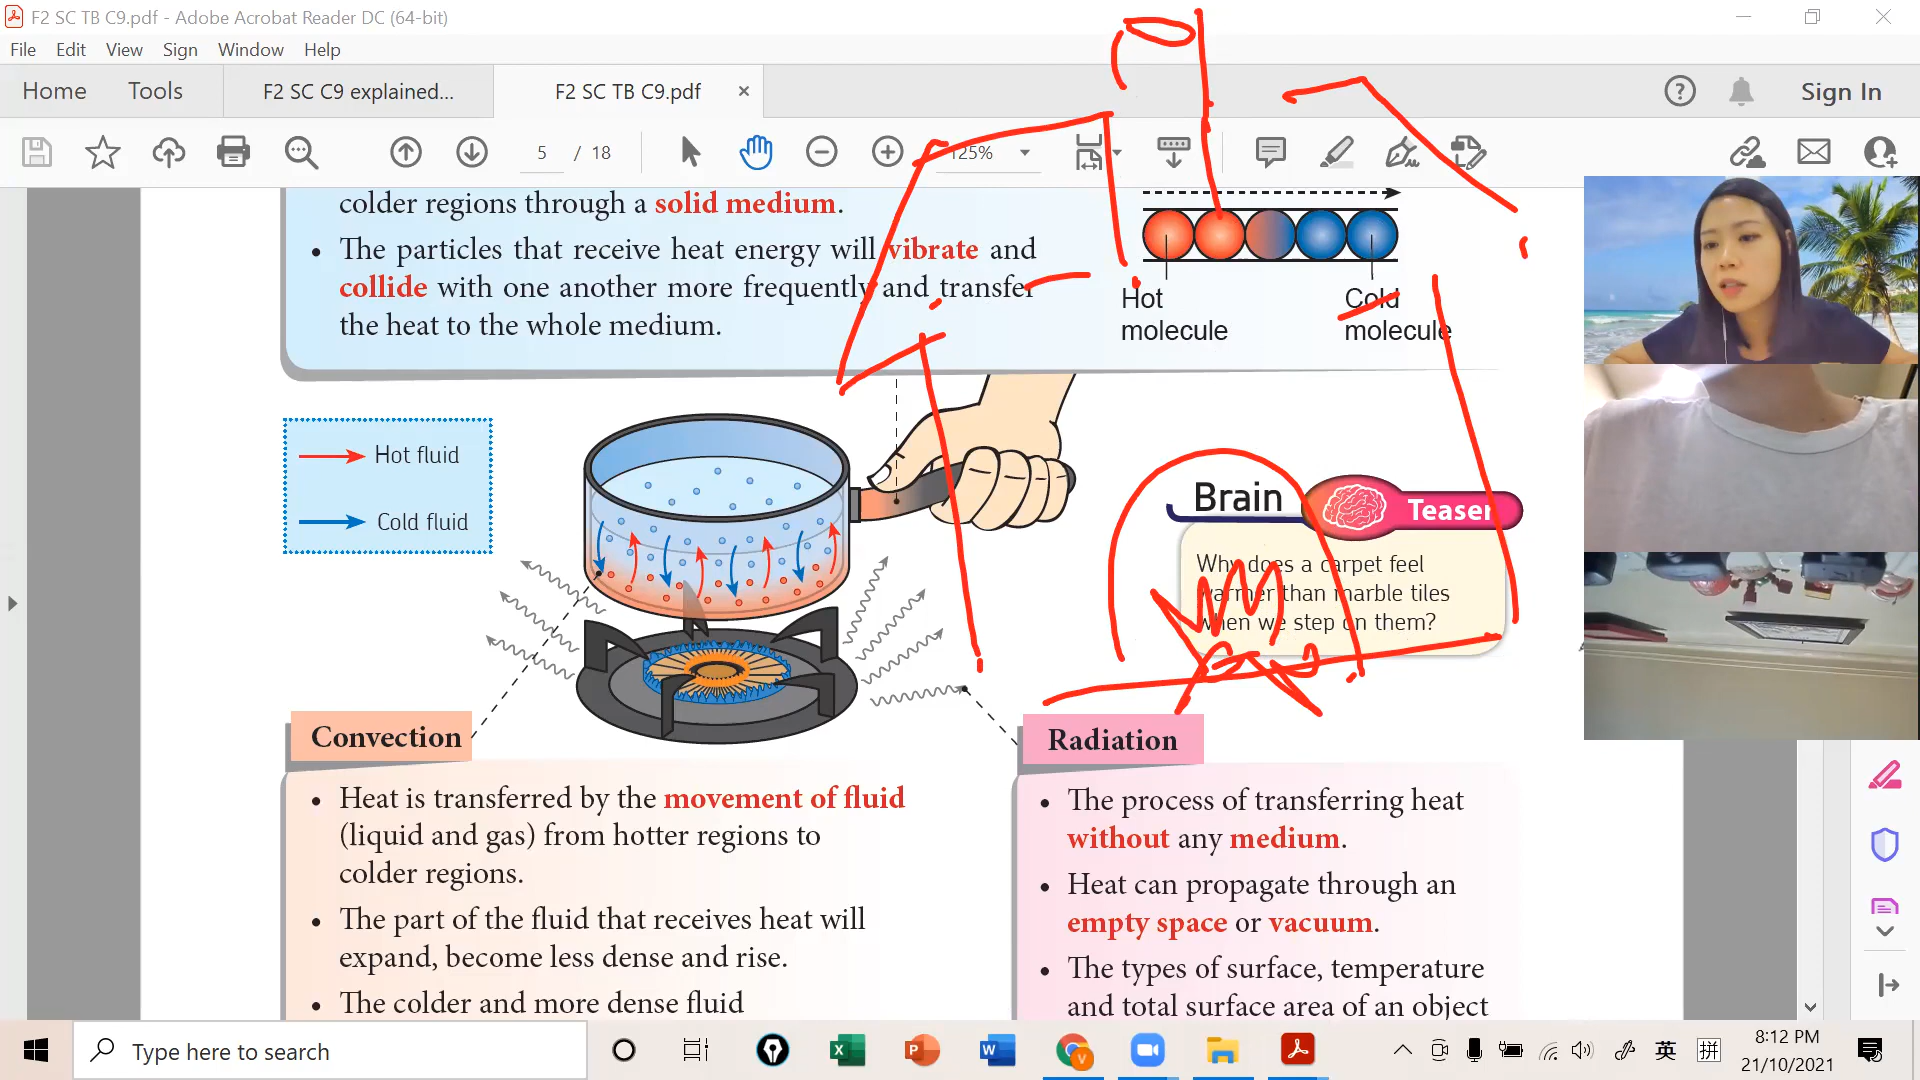 F2 SC TB C9.pdf - Adobe Acrobat Reader DC (64-bit)
File Edit View Sign Window Help
Home Tools F2 SC C9 explained... F2 SC TB C9.pdf × Sign In
5 / 18 125%
colder regions through a solid medium.
• The particles that receive heat energy will vibrate and
collide with one another more frequently and transfer
the heat to the whole medium.
Hot
molecule
Cold
molecule
Hot fluid
Cold fluid
Brain Teaser
Why does a carpet feel
warmer than marble tiles
when we step on them?
Convection
• Heat is transferred by the movement of fluid
(liquid and gas) from hotter regions to
colder regions.
• The part of the fluid that receives heat will
expand, become less dense and rise.
• The colder and more dense fluid
Radiation
• The process of transferring heat
without any medium.
• Heat can propagate through an
empty space or vacuum.
• The types of surface, temperature
and total surface area of an object
Type here to search
英 拼
8:12 PM
21/10/2021